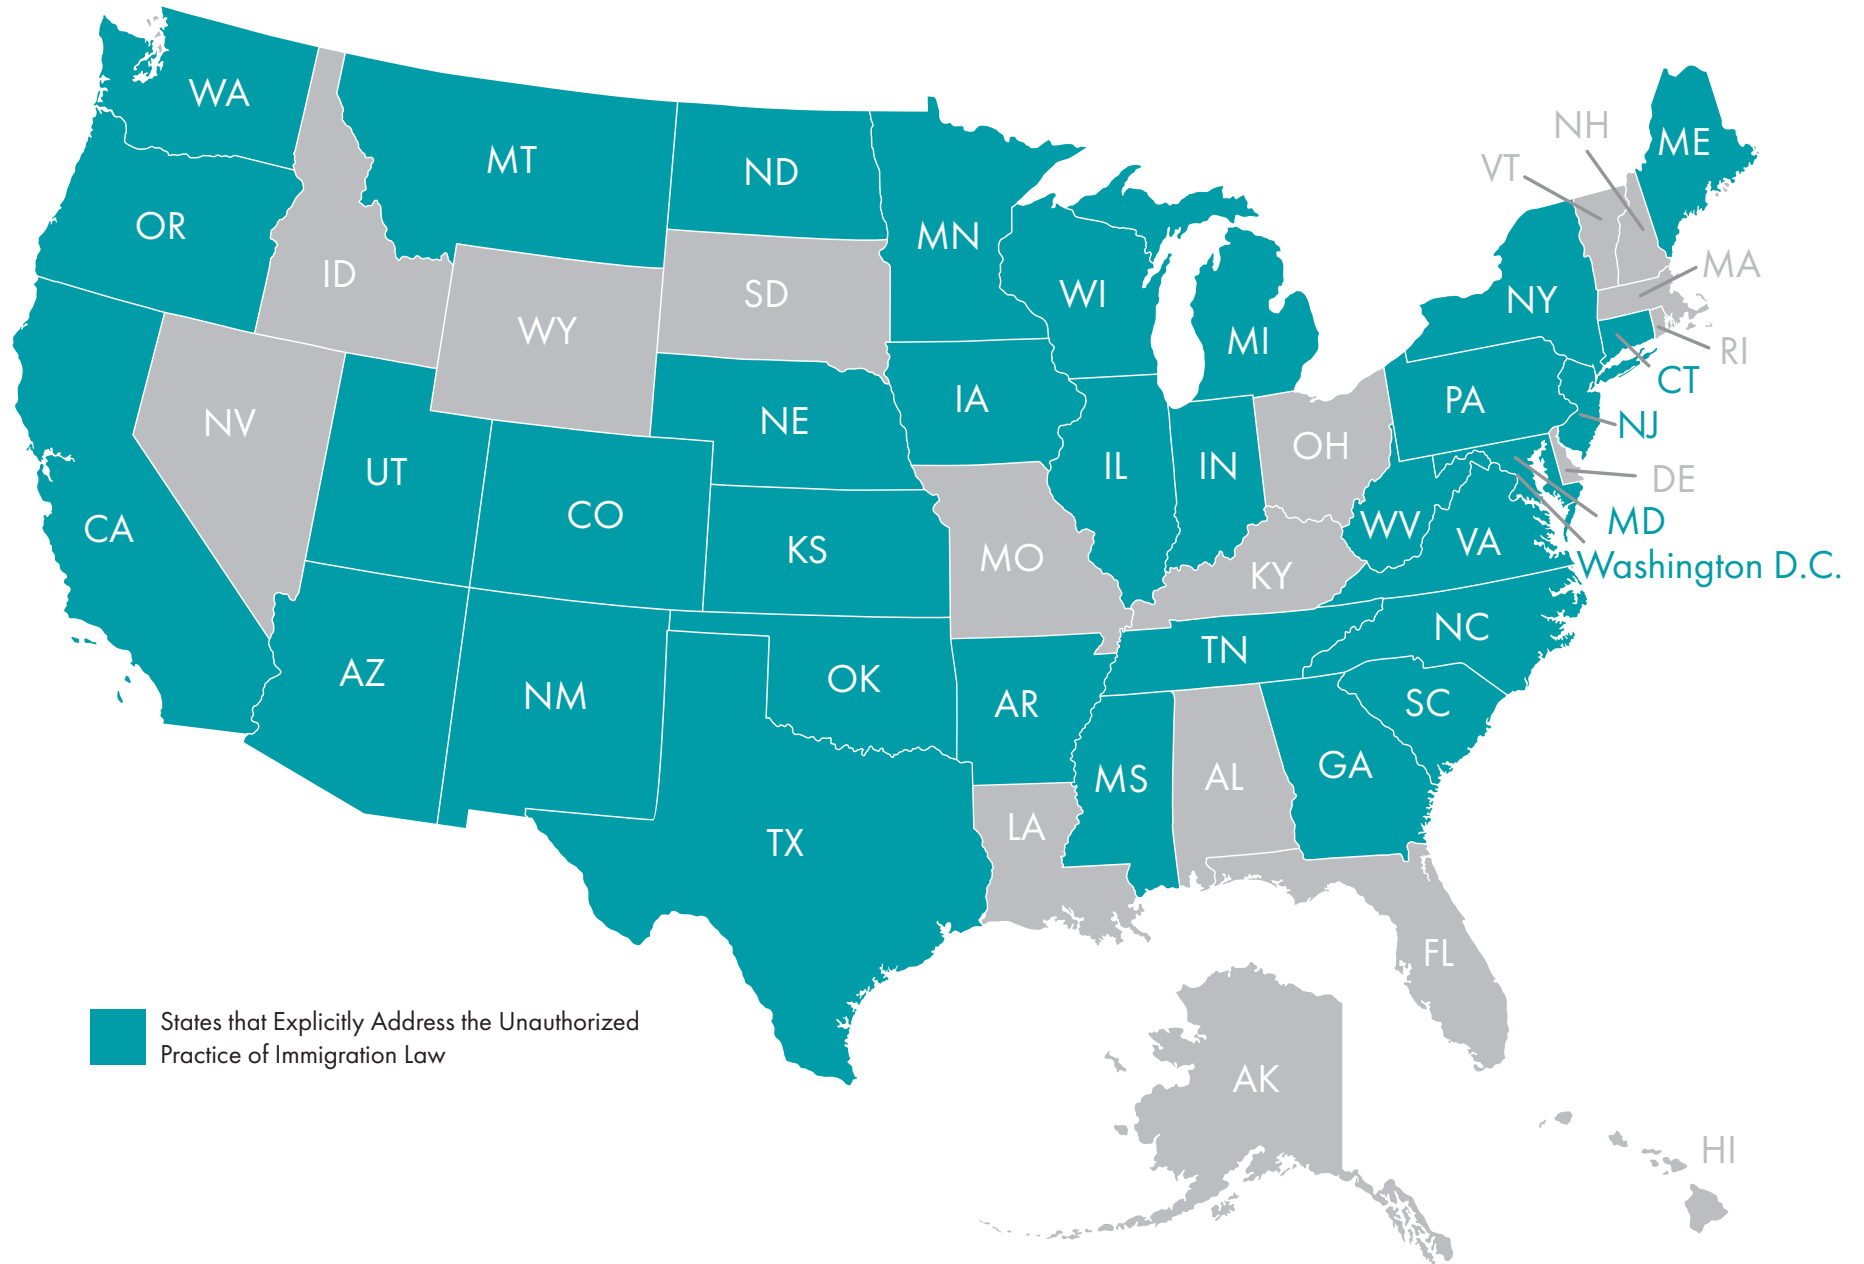 WA
MT
ND
MN
OR
ID
SD
WY
WI
MI
NH
VT
ME
MA
NY
RI
CT
NV
UT
NE
IA
PA
NJ
CA
CO
KS
IL
IN
OH
DE
MD
WV
VA
Washington D.C.
MO
KY
AZ
NM
OK
AR
TN
NC
SC
TX
LA
MS
AL
GA
FL
States that Explicitly Address the Unauthorized
Practice of Immigration Law
AK
HI